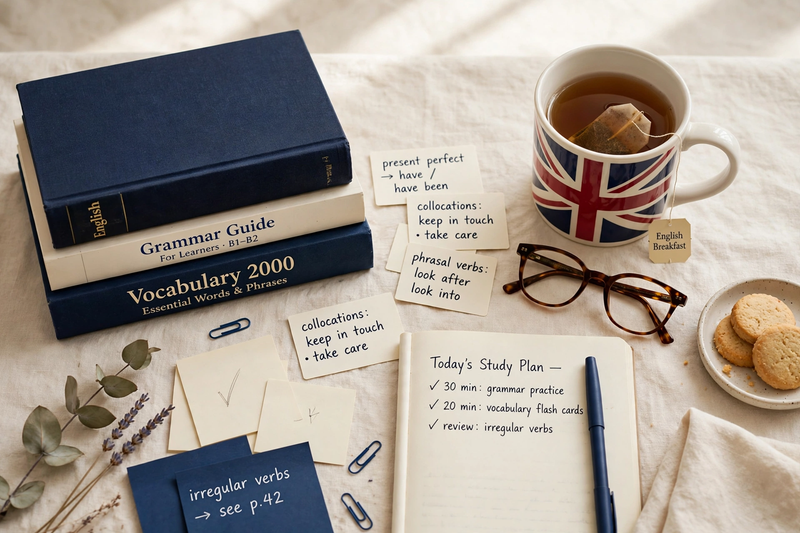 English
Grammar Guide
For Learners · B1–B2
Vocabulary 2000
Essential Words & Phrases
present perfect
→ have /
have been
collocations:
keep in touch
• take care
phrasal verbs:
look after
look into
collocations:
keep in touch
• take care
English
Breakfast
Today's Study Plan —
✓ 30 min: grammar practice
✓ 20 min: vocabulary flash cards
✓ review: irregular verbs
irregular verbs
→ see p.42